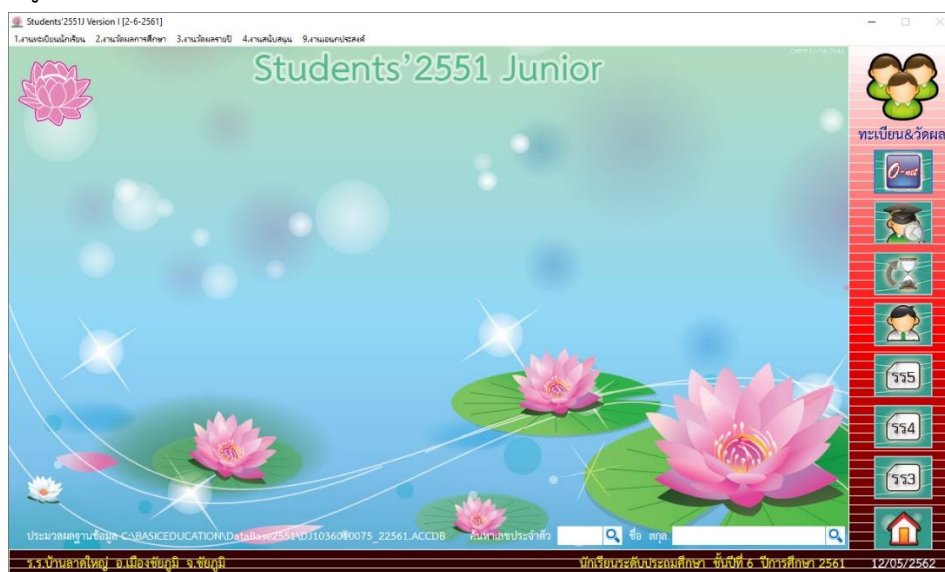 Students'2551J Version I [2-6-2561]
1.งานทะเบียนนักเรียน 2.งานวัดผลการศึกษา 3.งานวัดผลรายปี 4.งานสนับสนุน 9.งานอเนกประสงค์
Students'2551 Junior
ทะเบียน&วัดผล
O-net
รร5
รร4
รร3
ประมวลผลฐานข้อมูล C:\BASICEDUCATION\DataBase2551\DJ1036010075_22561.ACCDB ค้นหาเลขประจำตัว ชื่อ สกุล
ร.ร.บ้านลาดใหญ่ อ.เมืองชัยภูมิ จ.ชัยภูมิ นักเรียนระดับประถมศึกษา ชั้นปีที่ 6 ปีการศึกษา 2561 12/05/2562